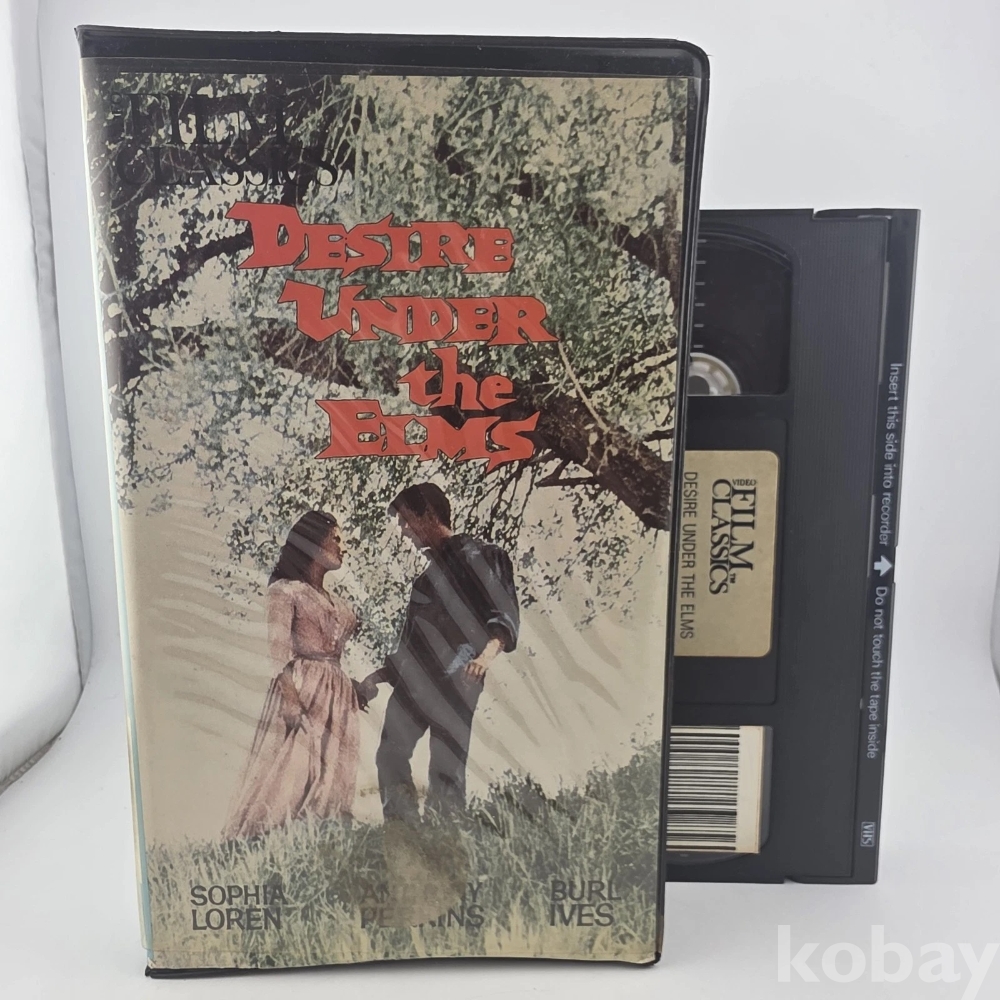 FILM
CLASSICS
DESIRE
UNDER
the
ELMS
SOPHIA
LOREN
BURL
IVES
VIDEO
FILM
CLASSICS™
DESIRE UNDER THE ELMS
Insert this side into recorder Do not touch the tape inside
VHS
kobay